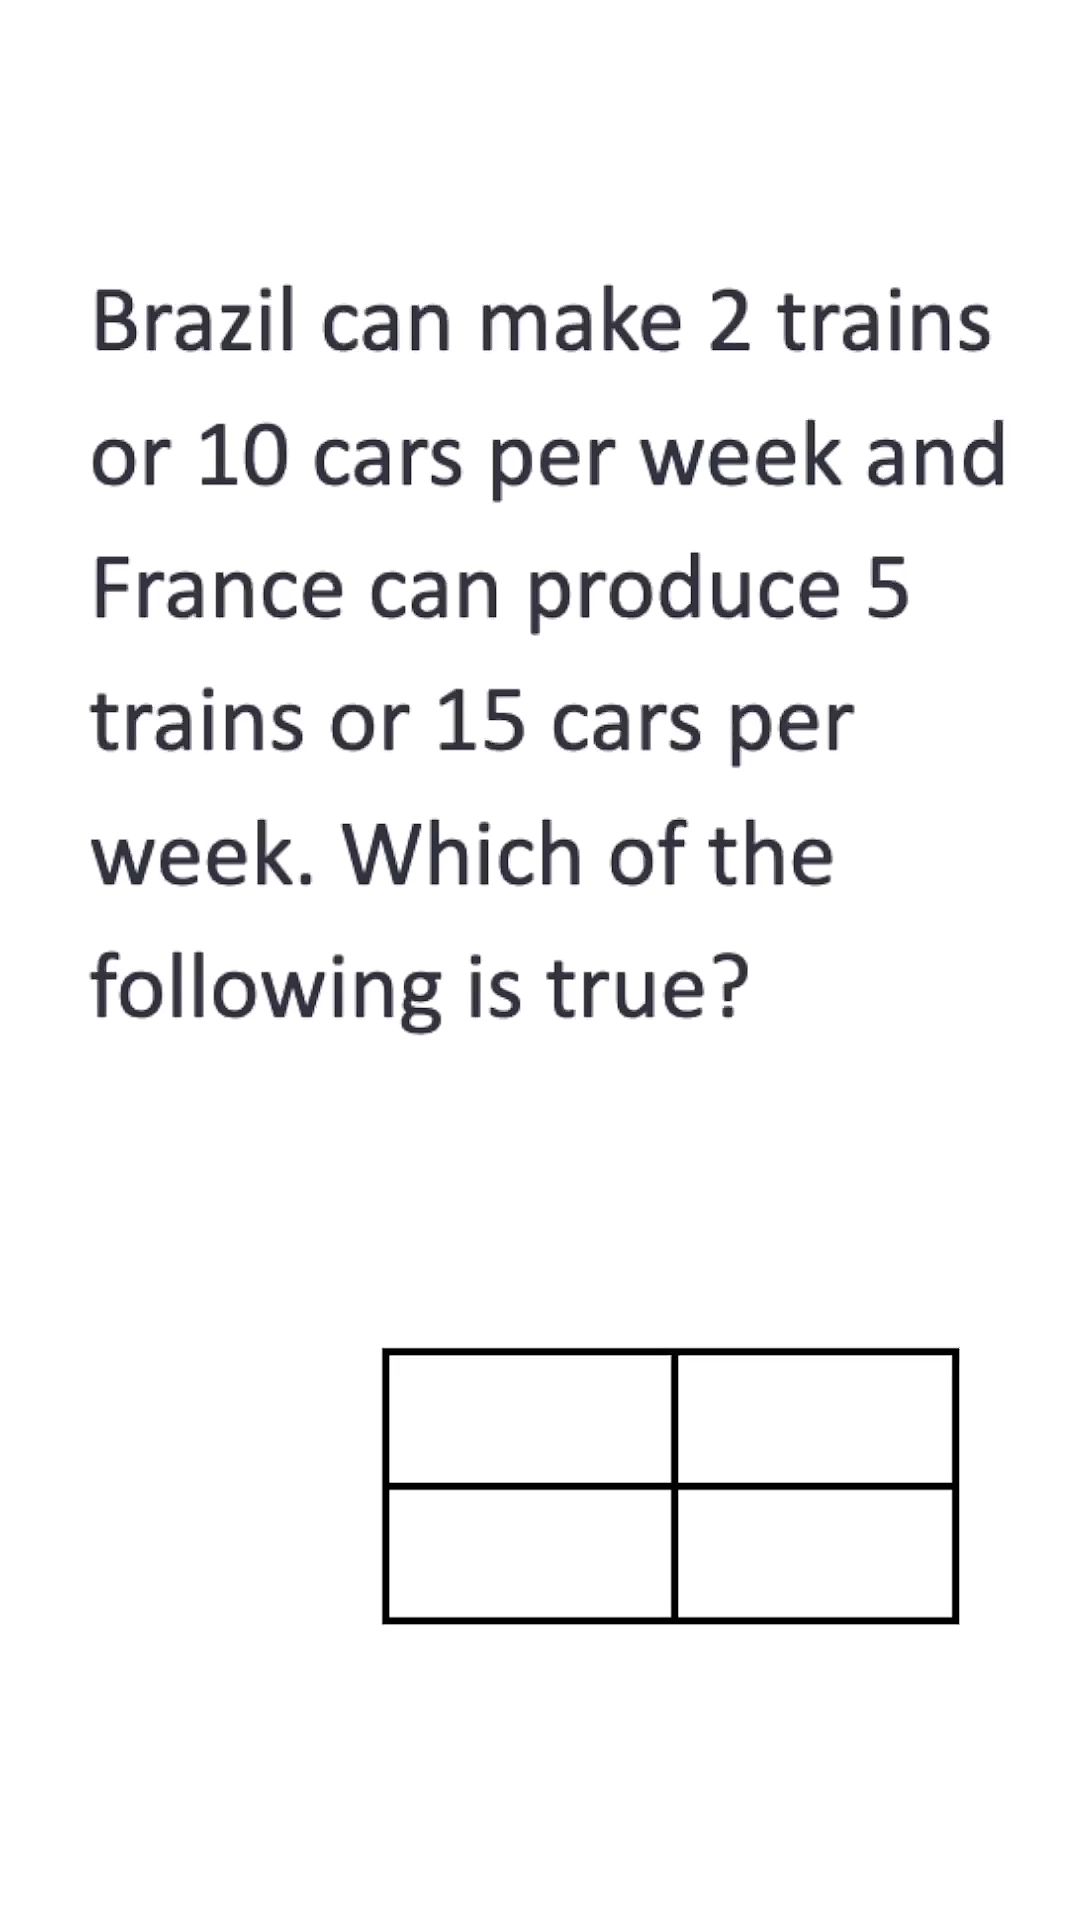 Brazil can make 2 trains
or 10 cars per week and
France can produce 5
trains or 15 cars per
week. Which of the
following is true?